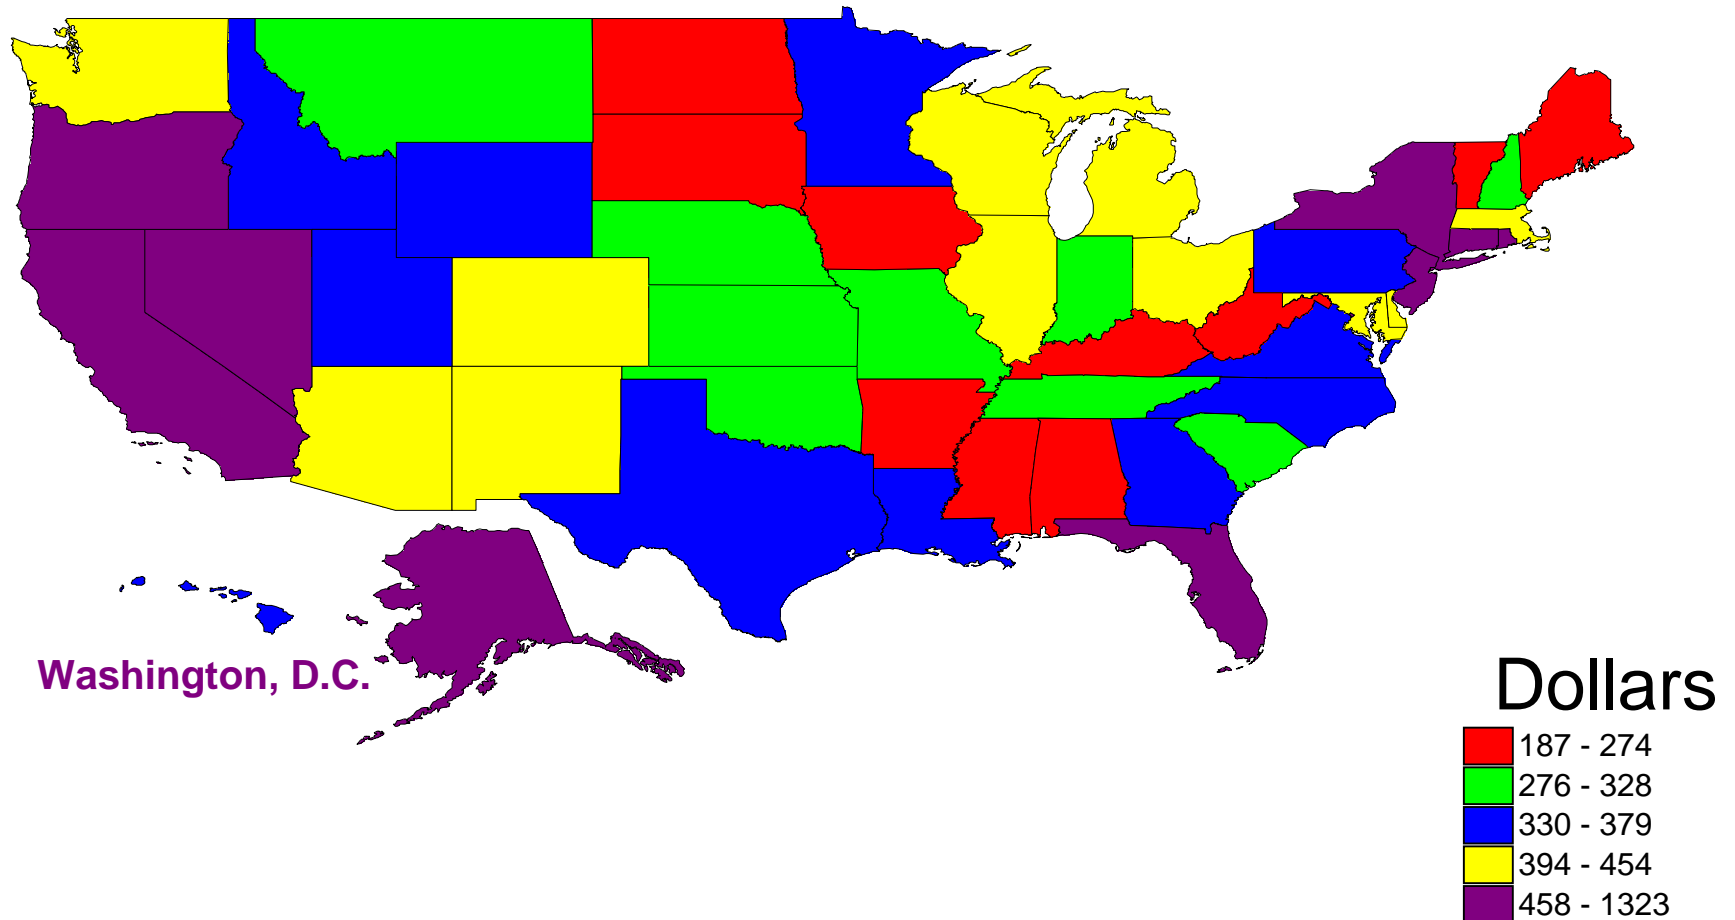 Washington, D.C.
Dollars
187 - 274
276 - 328
330 - 379
394 - 454
458 - 1323